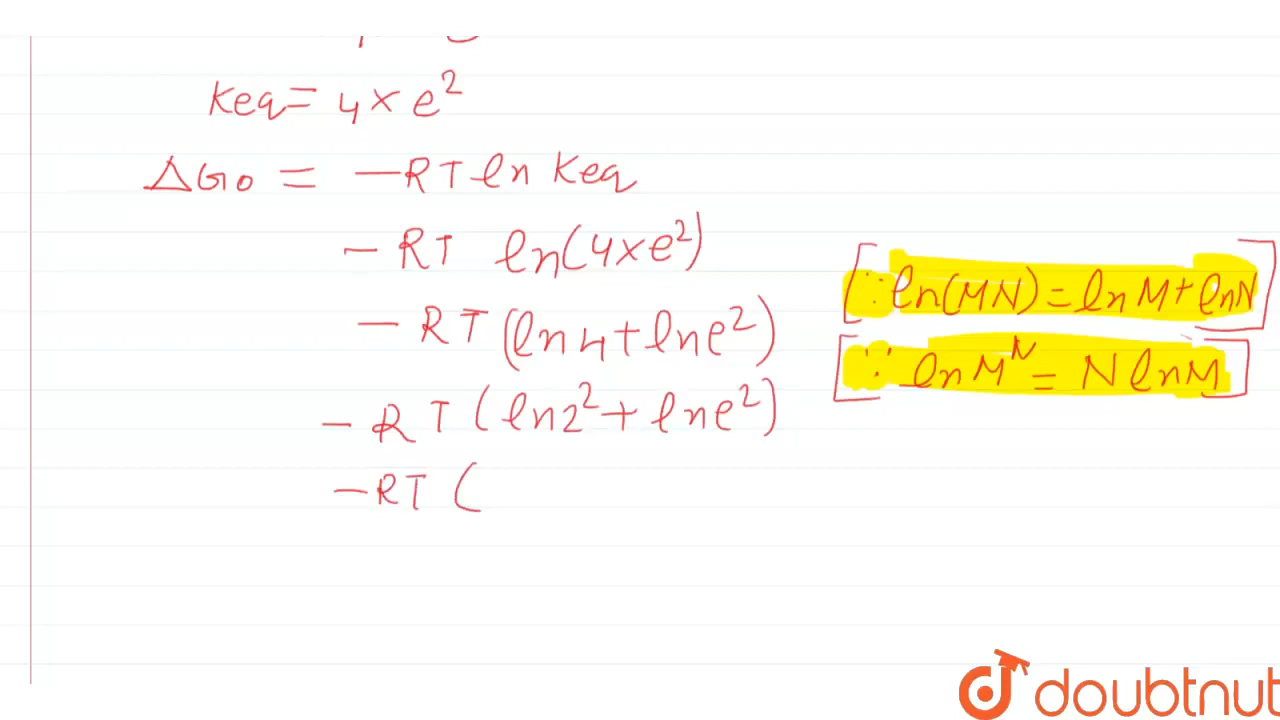 Keq = 4 × e²
ΔG₀ = −RT ln Keq
− RT ln(4×e²)
− RT (ln 4 + ln e²)
[∵ ln(MN) = ln M + ln N]
− RT (ln 2² + ln e²)
[∵ ln Mᴺ = N ln M]
−RT (
doubtnut